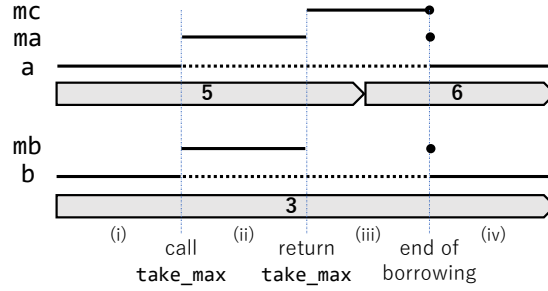 mc
ma
a
5 6
mb
b
3
(i) (ii) (iii) (iv)
call return end of
take_max take_max borrowing